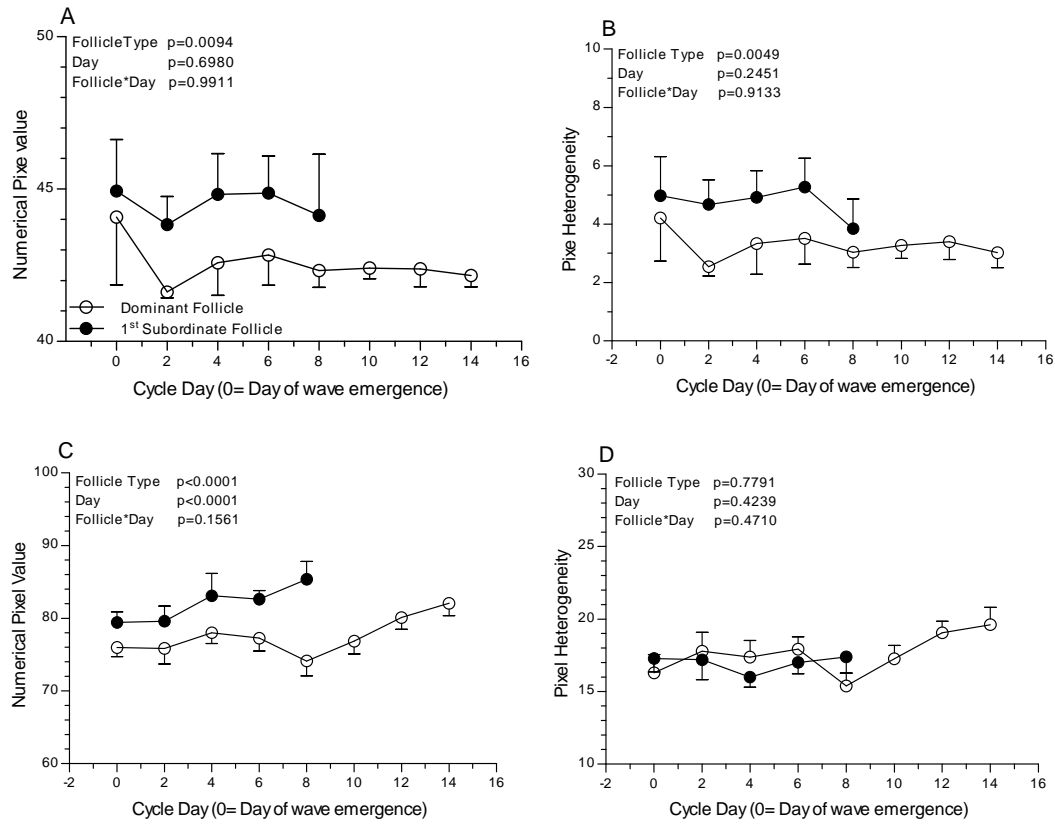 A
50
FollicleType p=0.0094
Day p=0.6980
Follicle*Day p=0.9911
45
40
Numerical Pixe value
Dominant Follicle
1st Subordinate Follicle
0 2 4 6 8 10 12 14 16
Cycle Day (0= Day of wave emergence)
B
10
Follicle Type p=0.0049
Day p=0.2451
Follicle*Day p=0.9133
8
6
4
2
0
Pixe Heterogeneity
-2 0 2 4 6 8 10 12 14 16
Cycle Day (0= Day of wave emergence)
C
100
Follicle Type p<0.0001
Day p<0.0001
Follicle*Day p=0.1561
90
80
70
60
Numerical Pixel Value
-2 0 2 4 6 8 10 12 14 16
Cycle Day (0= Day of wave emergence)
D
30
Follicle Type p=0.7791
Day p=0.4239
Follicle*Day p=0.4710
25
20
15
10
Pixel Heterogeneity
-2 0 2 4 6 8 10 12 14 16
Cycle Day (0= Day of wave emergence)